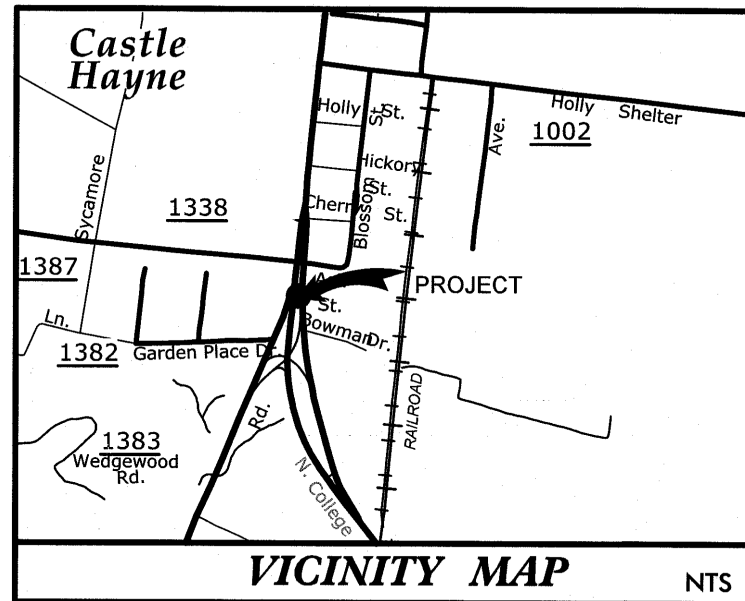 Castle
Hayne
Holly St.
St.
Hickory
St.
Cherry
St.
Blossom
Ave.
Holly Shelter
1002
Sycamore
1338
1387
Ln.
1382
Garden Place Dr.
St.
Bowman Dr.
PROJECT
RAILROAD
1383
Wedgewood
Rd.
Rd.
N. College
VICINITY MAP
NTS